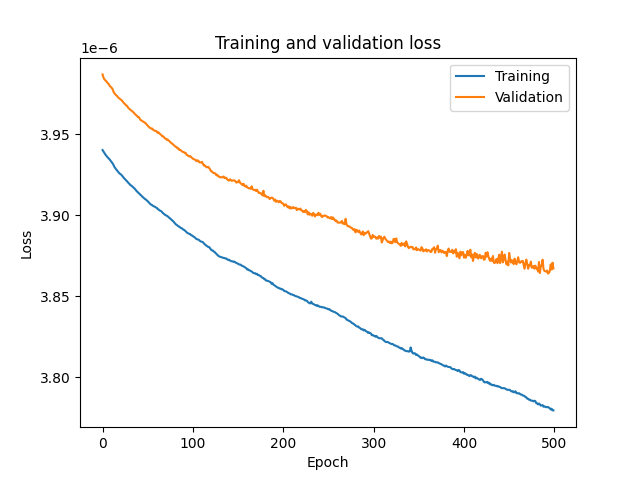 Training and validation loss
1e−6
Training
Validation
3.95
3.90
3.85
3.80
Loss
0
100
200
300
400
500
Epoch